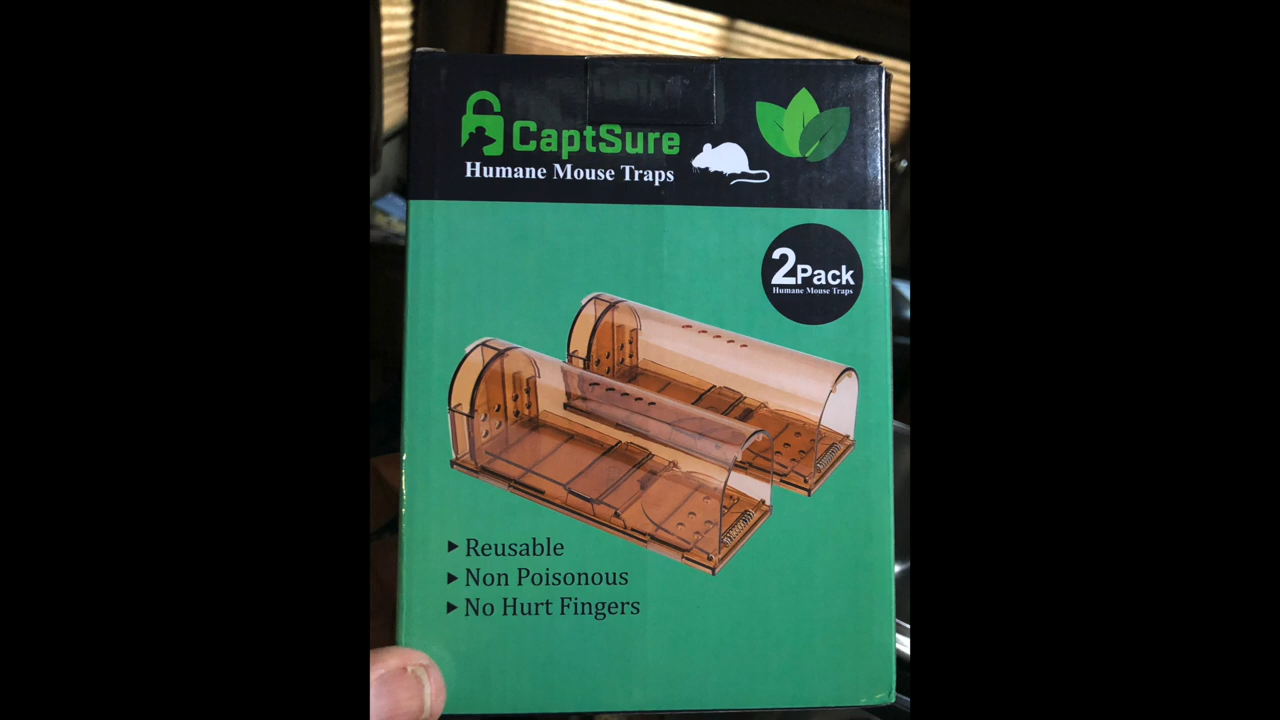 CaptSure
Humane Mouse Traps
2Pack
Humane Mouse Traps
Reusable
Non Poisonous
No Hurt Fingers